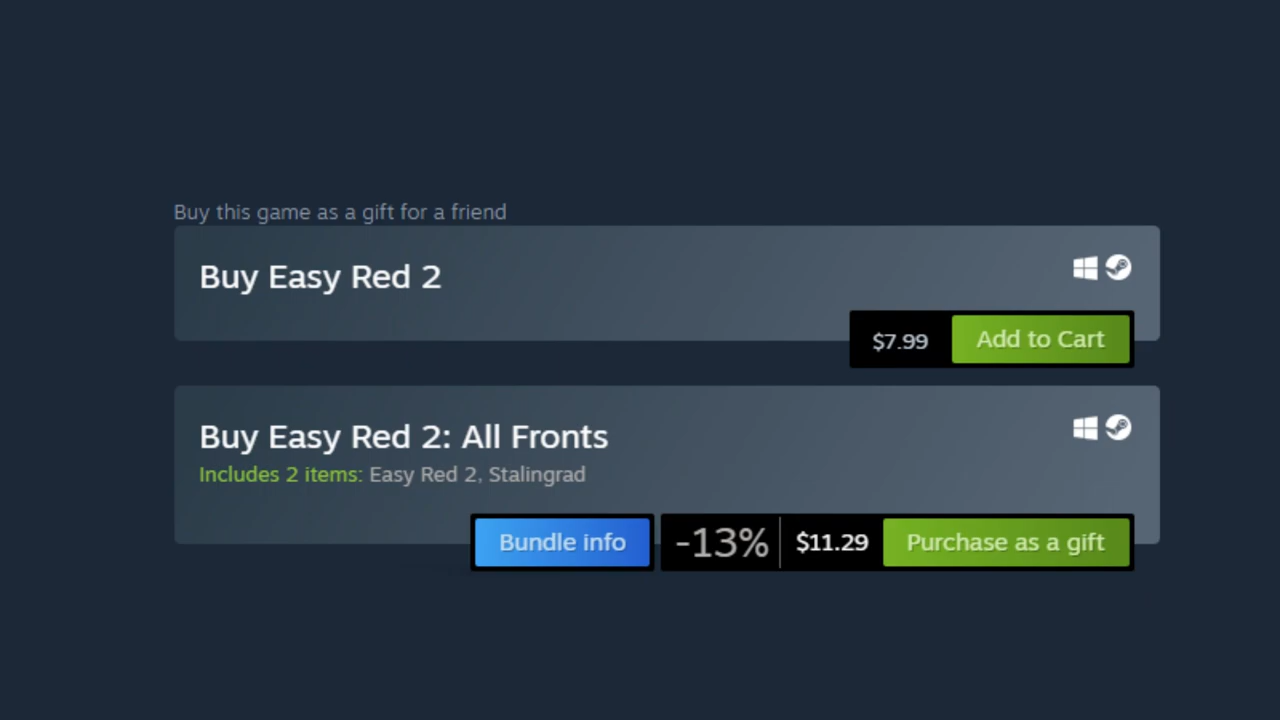 Buy this game as a gift for a friend
Buy Easy Red 2
$7.99 Add to Cart
Buy Easy Red 2: All Fronts
Includes 2 items: Easy Red 2, Stalingrad
Bundle info -13% $11.29 Purchase as a gift